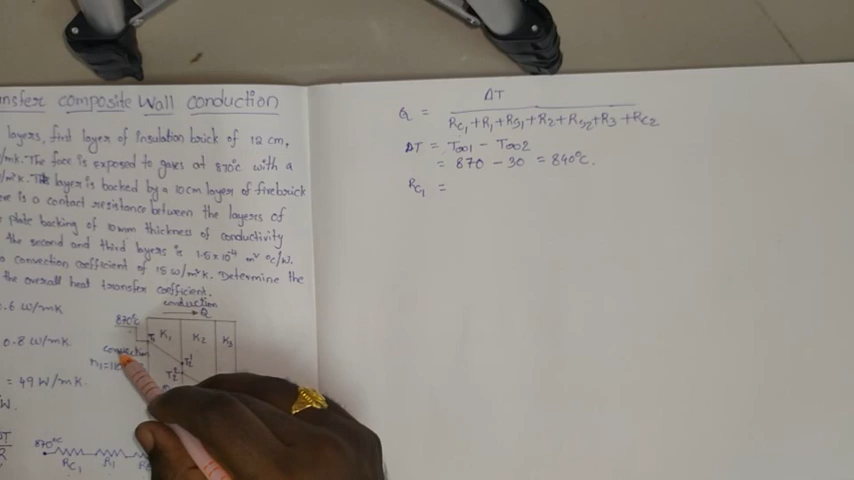 nsfer composite Wall conduction
layers, first layer of insulation brick of 12 cm,
/mk. The face is exposed to gases at 870°c with a
/m²k. The layer is backed by a 10cm layer of firebrick
ere is a contact resistance between the layers of
plate backing of 10mm thickness of conductivity
the second and third layers is 1.5x10⁻⁴ m² °c/w.
convection coefficient of 15 w/m²k. Determine the
the overall heat transfer coefficient.
0.6 W/mK
0.8 W/mK
= 49 W/mK.
conduction
Q
870°C
K₁ K₂ K₃
convection
870°C
RC₁ R₁
Q = ΔT / RC₁+R₁+RS₁+R₂+RS₂+R₃+RC₂
ΔT = T∞1 - T∞2
= 870 - 30 = 840°C.
RC₁ =